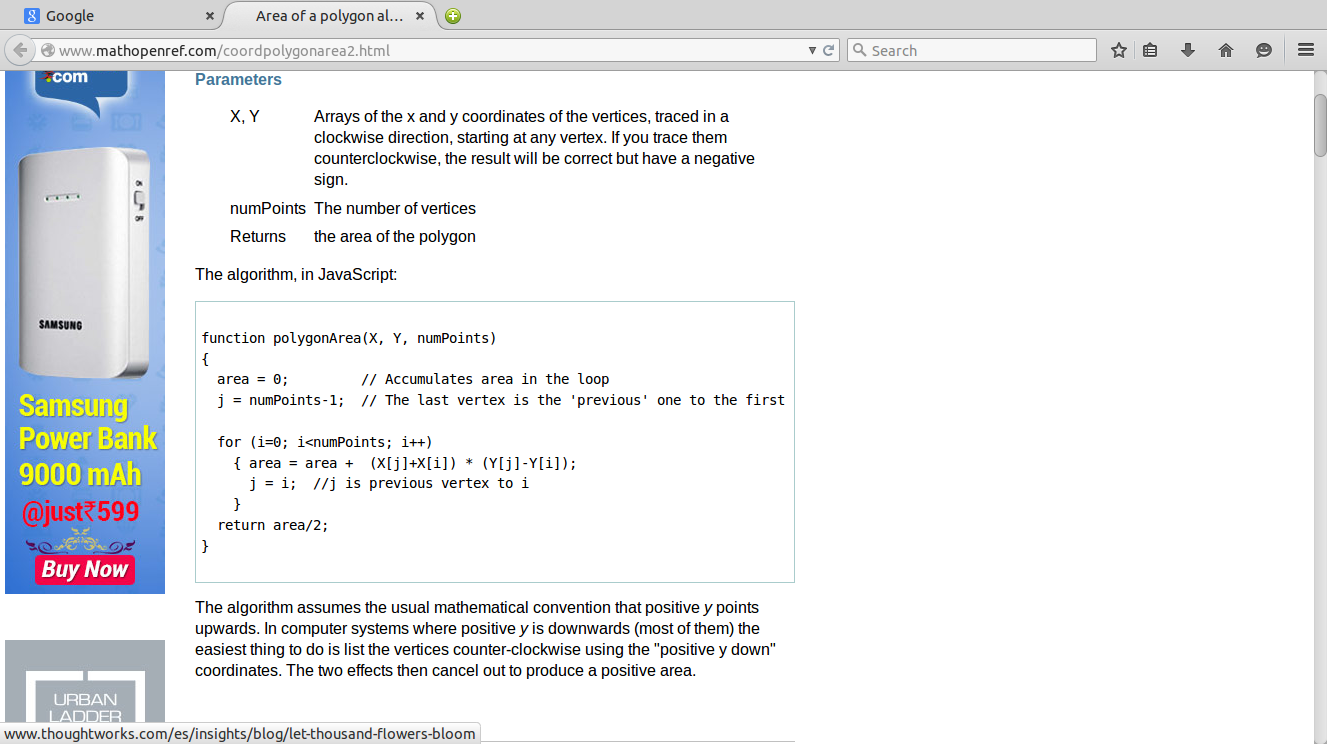 Google
Area of a polygon al...
www.mathopenref.com/coordpolygonarea2.html
Search
.com
ON
OFF
SAMSUNG
Samsung
Power Bank
9000 mAh
@just₹599
Buy Now
URBAN
LADDER
Parameters
X, Y Arrays of the x and y coordinates of the vertices, traced in a
clockwise direction, starting at any vertex. If you trace them
counterclockwise, the result will be correct but have a negative
sign.
numPoints The number of vertices
Returns the area of the polygon
The algorithm, in JavaScript:
function polygonArea(X, Y, numPoints)
{
  area = 0;         // Accumulates area in the loop
  j = numPoints-1;  // The last vertex is the 'previous' one to the first
  for (i=0; i<numPoints; i++)
    { area = area +  (X[j]+X[i]) * (Y[j]-Y[i]);
      j = i;  //j is previous vertex to i
    }
  return area/2;
}
The algorithm assumes the usual mathematical convention that positive y points
upwards. In computer systems where positive y is downwards (most of them) the
easiest thing to do is list the vertices counter-clockwise using the "positive y down"
coordinates. The two effects then cancel out to produce a positive area.
www.thoughtworks.com/es/insights/blog/let-thousand-flowers-bloom